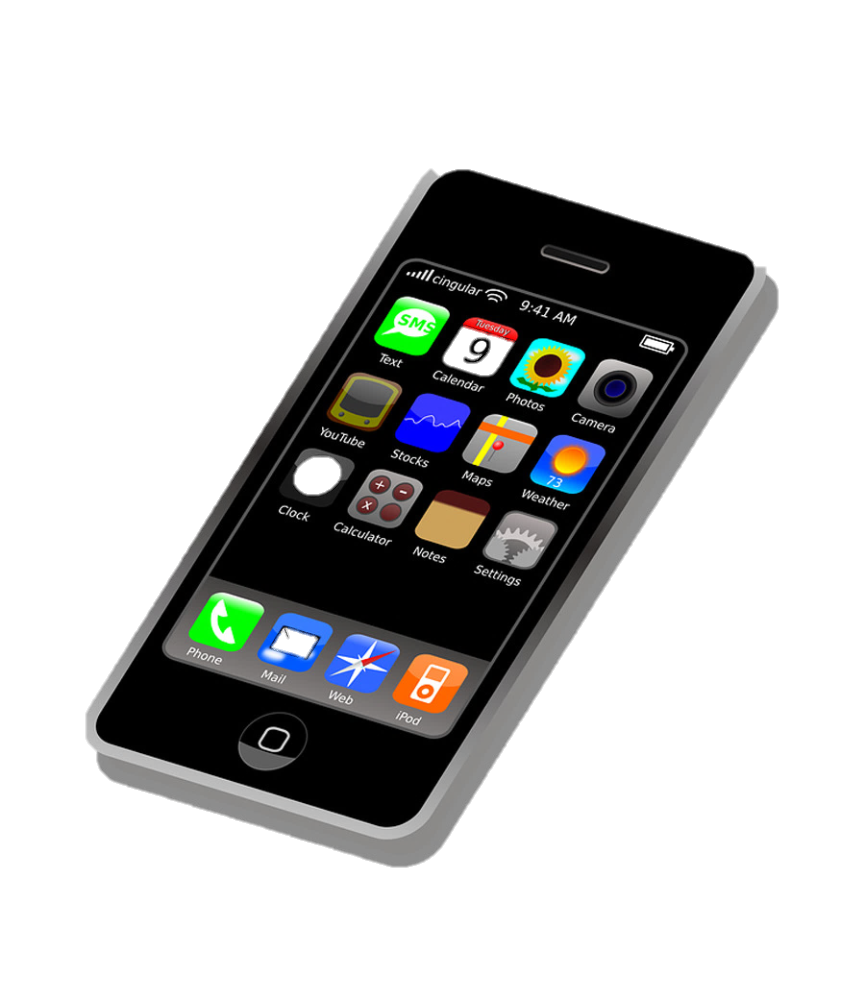 cingular 9:41 AM
SMS Tuesday
9
Text Calendar Photos Camera
73
YouTube Stocks Maps Weather
+ -
x
Clock Calculator Notes Settings
Phone Mail Web iPod